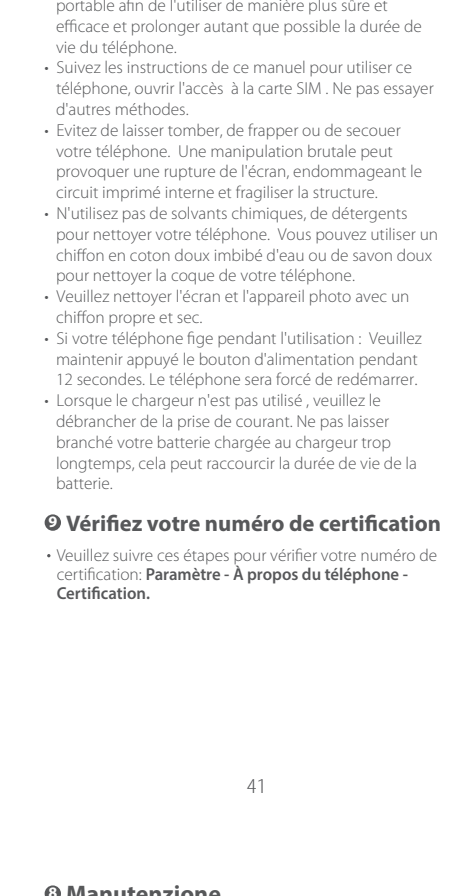 portable afin de l'utiliser de manière plus sûre et
efficace et prolonger autant que possible la durée de
vie du téléphone.
• Suivez les instructions de ce manuel pour utiliser ce
téléphone, ouvrir l'accès  à la carte SIM . Ne pas essayer
d'autres méthodes.
• Evitez de laisser tomber, de frapper ou de secouer
votre téléphone.  Une manipulation brutale peut
provoquer une rupture de l'écran, endommageant le
circuit imprimé interne et fragiliser la structure.
• N'utilisez pas de solvants chimiques, de détergents
pour nettoyer votre téléphone.  Vous pouvez utiliser un
chiffon en coton doux imbibé d'eau ou de savon doux
pour nettoyer la coque de votre téléphone.
• Veuillez nettoyer l'écran et l'appareil photo avec un
chiffon propre et sec.
• Si votre téléphone fige pendant l'utilisation :  Veuillez
maintenir appuyé le bouton d'alimentation pendant
12 secondes. Le téléphone sera forcé de redémarrer.
• Lorsque le chargeur n'est pas utilisé , veuillez le
débrancher de la prise de courant. Ne pas laisser
branché votre batterie chargée au chargeur trop
longtemps, cela peut raccourcir la durée de vie de la
batterie.
❾ Vérifiez votre numéro de certification
• Veuillez suivre ces étapes pour vérifier votre numéro de
certification: Paramètre - À propos du téléphone -
Certification.
41
❽ Manutenzione